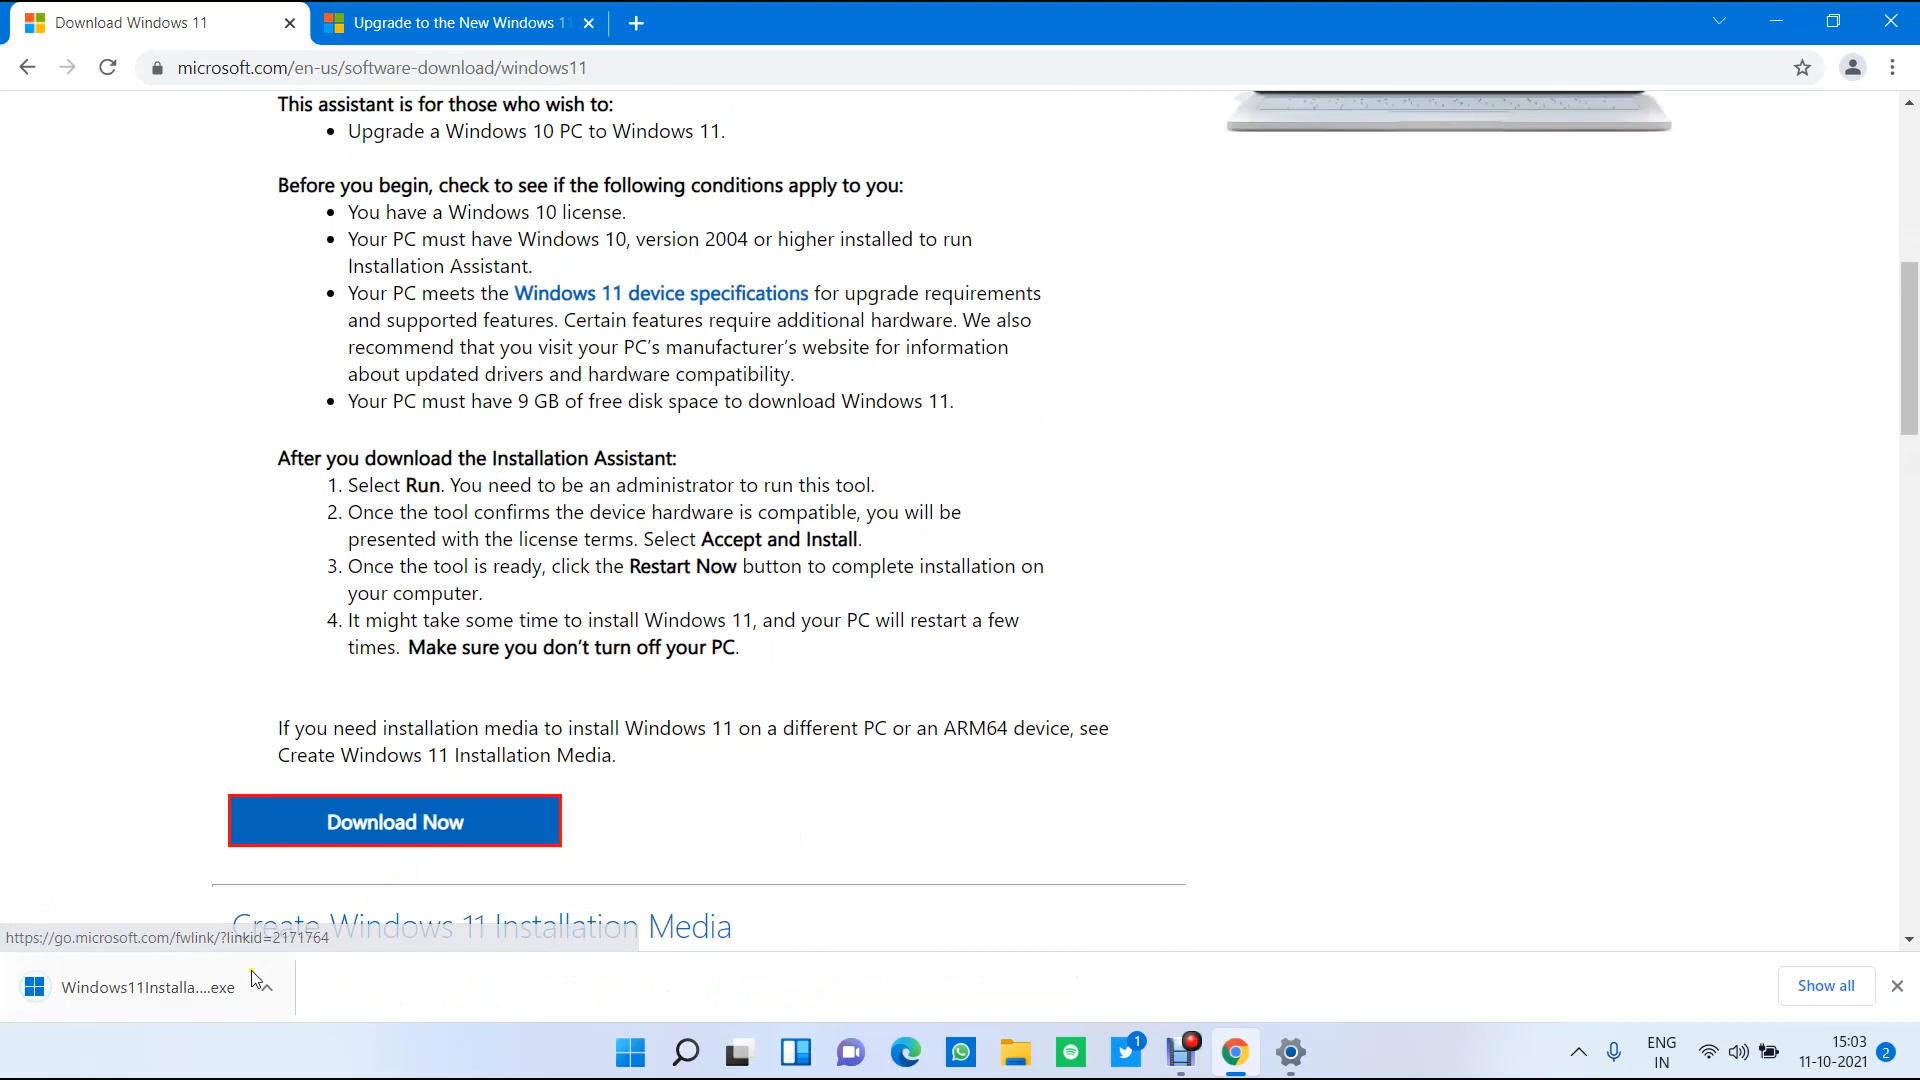 Download Windows 11
Upgrade to the New Windows 11
microsoft.com/en-us/software-download/windows11
This assistant is for those who wish to:
• Upgrade a Windows 10 PC to Windows 11.
Before you begin, check to see if the following conditions apply to you:
• You have a Windows 10 license.
• Your PC must have Windows 10, version 2004 or higher installed to run
Installation Assistant.
• Your PC meets the Windows 11 device specifications for upgrade requirements
and supported features. Certain features require additional hardware. We also
recommend that you visit your PC’s manufacturer’s website for information
about updated drivers and hardware compatibility.
• Your PC must have 9 GB of free disk space to download Windows 11.
After you download the Installation Assistant:
1. Select Run. You need to be an administrator to run this tool.
2. Once the tool confirms the device hardware is compatible, you will be
presented with the license terms. Select Accept and Install.
3. Once the tool is ready, click the Restart Now button to complete installation on
your computer.
4. It might take some time to install Windows 11, and your PC will restart a few
times. Make sure you don’t turn off your PC.
If you need installation media to install Windows 11 on a different PC or an ARM64 device, see
Create Windows 11 Installation Media.
Download Now
Create Windows 11 Installation Media
https://go.microsoft.com/fwlink/?linkid=2171764
Windows11Installa....exe
Show all
1
ENG
IN
15:03
11-10-2021
2